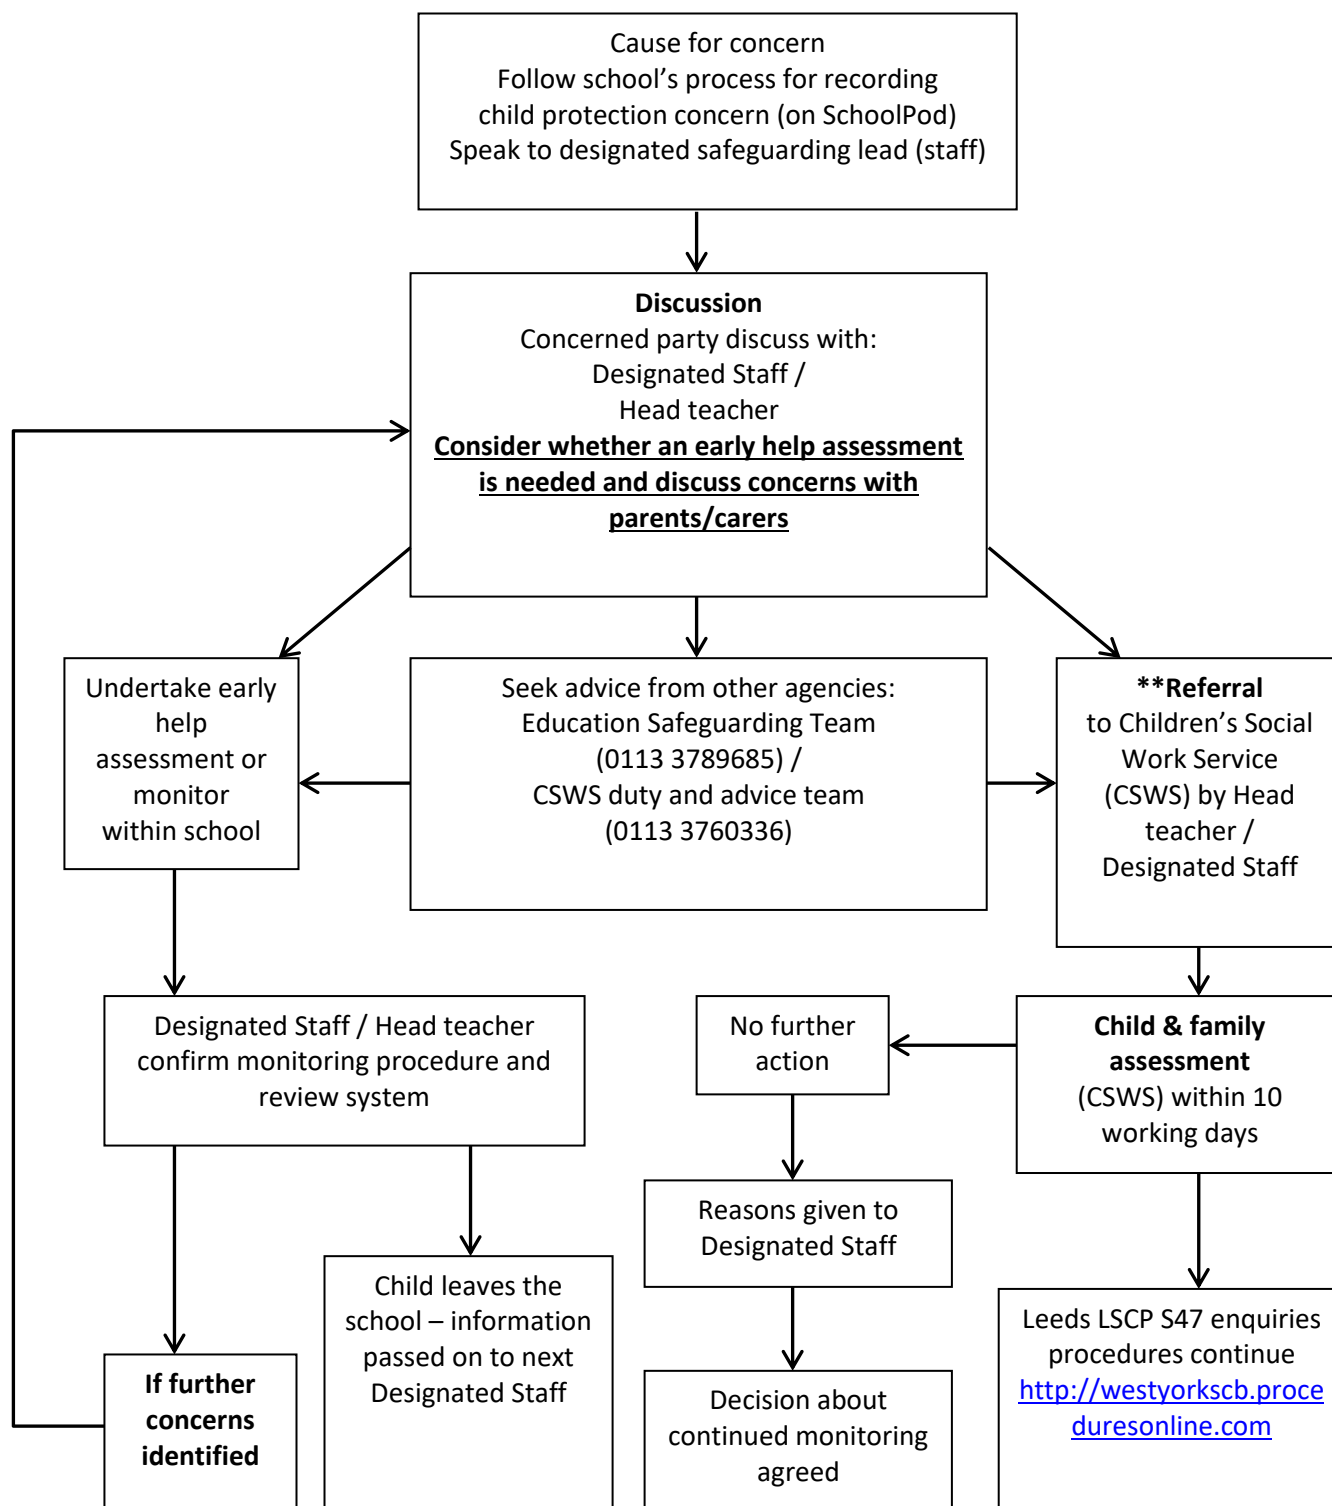 Cause for concern
Follow school’s process for recording
child protection concern (on SchoolPod)
Speak to designated safeguarding lead (staff)
Discussion
Concerned party discuss with:
Designated Staff /
Head teacher
Consider whether an early help assessment
is needed and discuss concerns with
parents/carers
Undertake early
help
assessment or
monitor
within school
Seek advice from other agencies:
Education Safeguarding Team
(0113 3789685) /
CSWS duty and advice team
(0113 3760336)
**Referral
to Children’s Social
Work Service
(CSWS) by Head
teacher /
Designated Staff
Designated Staff / Head teacher
confirm monitoring procedure and
review system
No further
action
Child & family
assessment
(CSWS) within 10
working days
Reasons given to
Designated Staff
Child leaves the
school – information
passed on to next
Designated Staff
Leeds LSCP S47 enquiries
procedures continue
http://westyorkscb.proce
duresonline.com
If further
concerns
identified
Decision about
continued monitoring
agreed